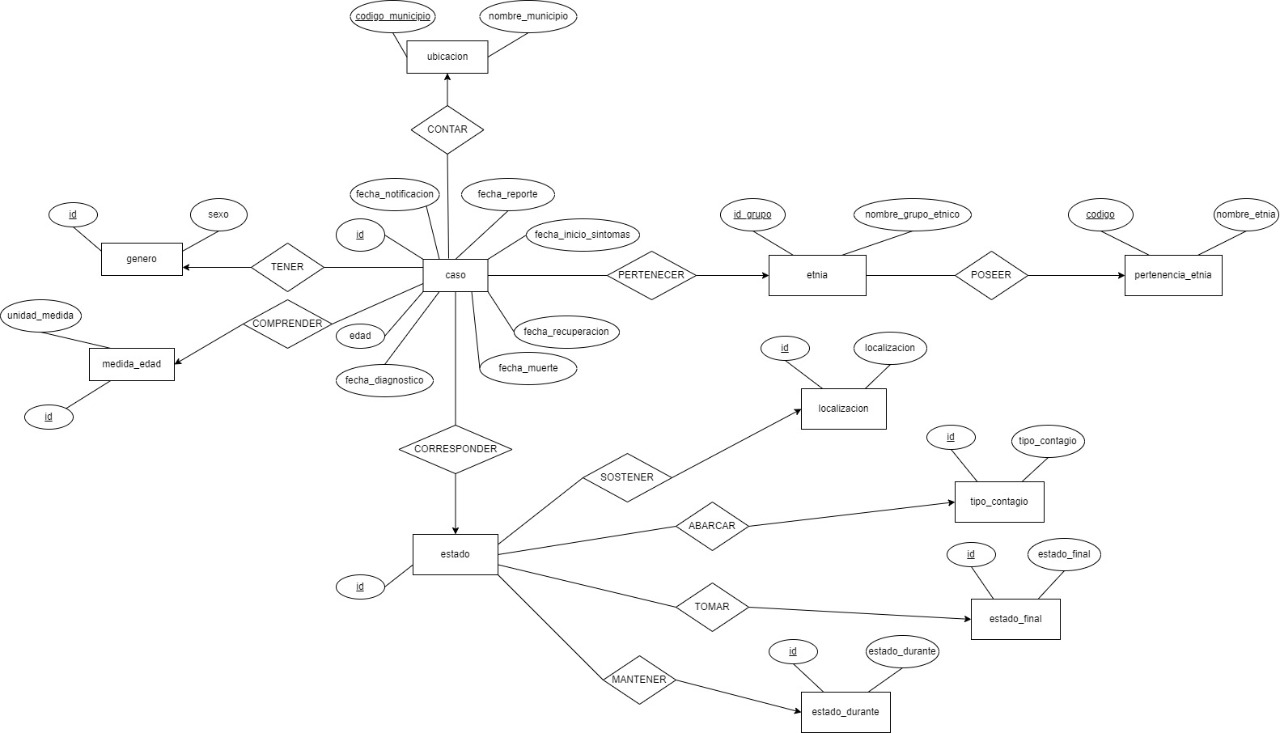 codigo_municipio
nombre_municipio
ubicacion
CONTAR
fecha_notificacion
fecha_reporte
id
sexo
id
fecha_inicio_sintomas
id_grupo
nombre_grupo_etnico
codigo
nombre_etnia
genero
TENER
caso
PERTENECER
etnia
POSEER
pertenencia_etnia
unidad_medida
COMPRENDER
edad
fecha_recuperacion
medida_edad
fecha_diagnostico
fecha_muerte
id
id
localizacion
localizacion
CORRESPONDER
SOSTENER
id
tipo_contagio
tipo_contagio
ABARCAR
estado
id
id
estado_final
TOMAR
estado_final
MANTENER
id
estado_durante
estado_durante